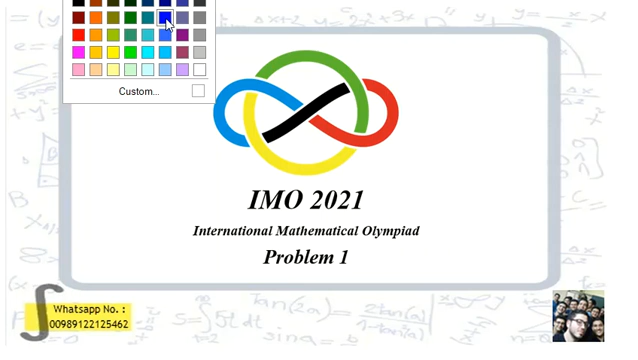 Custom...
IMO 2021
International Mathematical Olympiad
Problem 1
Whatsapp No. :
00989122125462